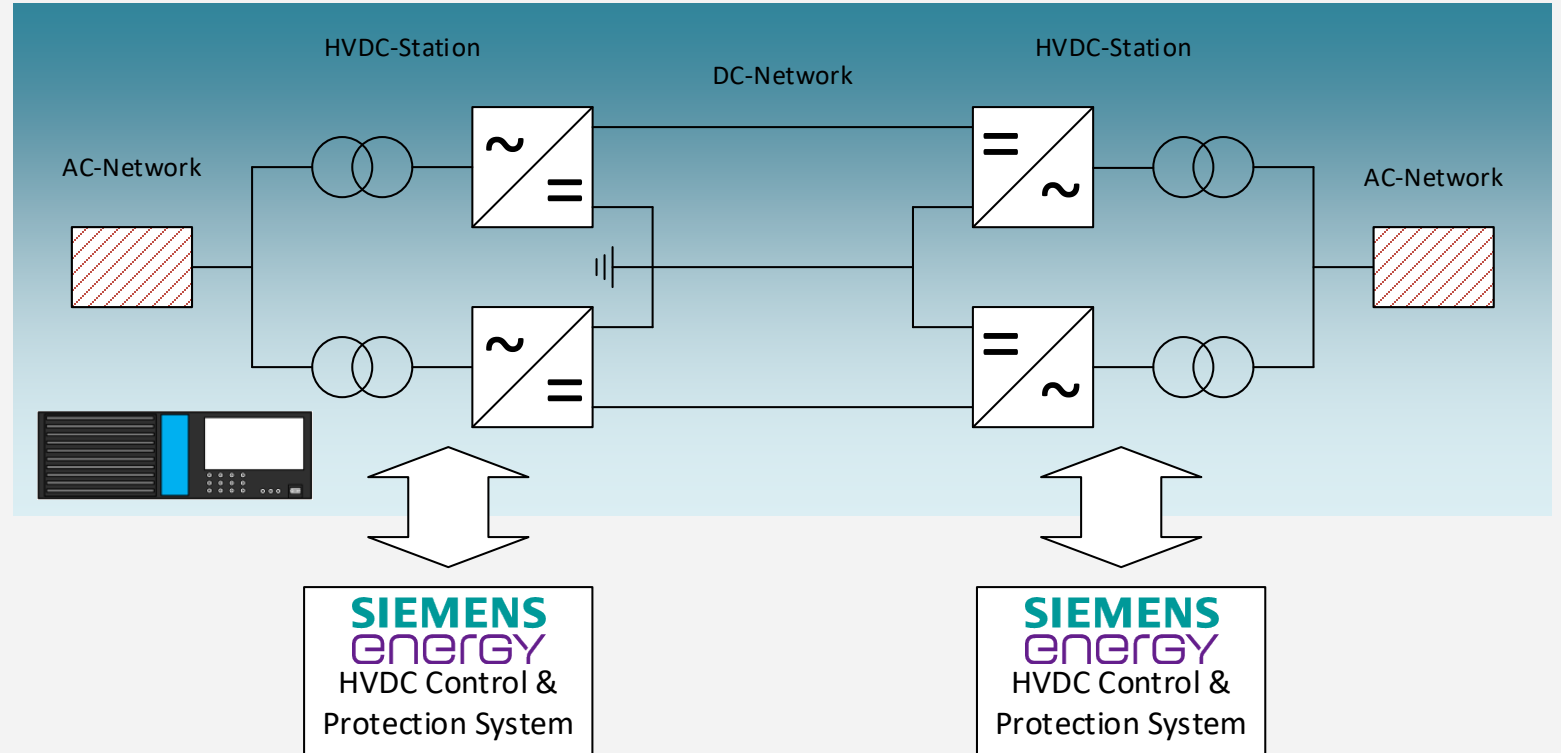 HVDC-Station
HVDC-Station
DC-Network
AC-Network
AC-Network
SIEMENS
energy
HVDC Control &
Protection System
SIEMENS
energy
HVDC Control &
Protection System